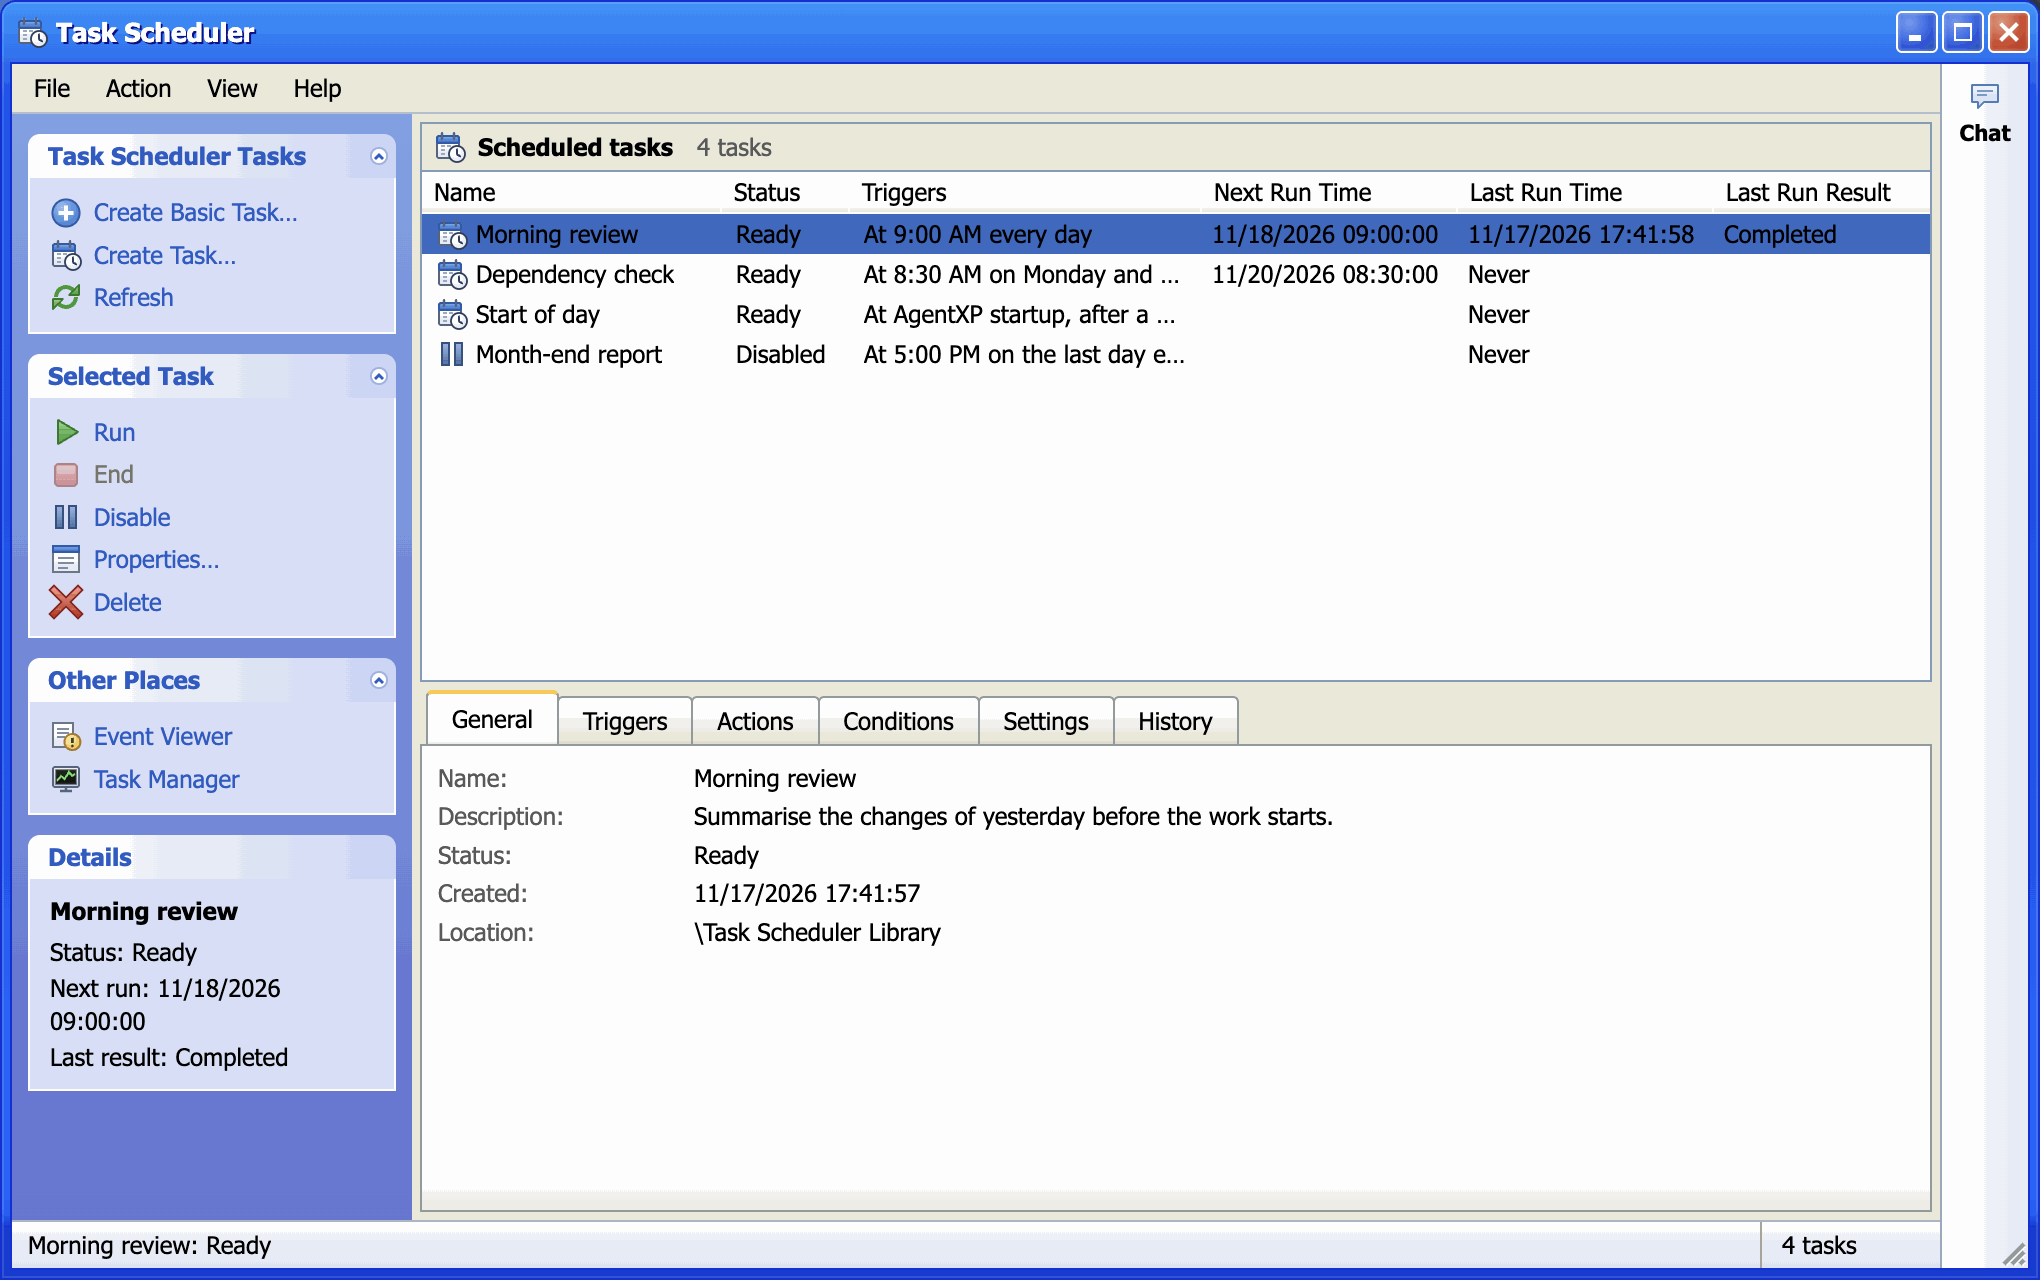 Task Scheduler
File Action View Help
Chat
Task Scheduler Tasks
Create Basic Task...
Create Task...
Refresh
Selected Task
Run
End
Disable
Properties...
Delete
Other Places
Event Viewer
Task Manager
Details
Morning review
Status: Ready
Next run: 11/18/2026
09:00:00
Last result: Completed
Scheduled tasks 4 tasks
Name Status Triggers Next Run Time Last Run Time Last Run Result
Morning review Ready At 9:00 AM every day 11/18/2026 09:00:00 11/17/2026 17:41:58 Completed
Dependency check Ready At 8:30 AM on Monday and ... 11/20/2026 08:30:00 Never
Start of day Ready At AgentXP startup, after a ... Never
Month-end report Disabled At 5:00 PM on the last day e... Never
General Triggers Actions Conditions Settings History
Name: Morning review
Description: Summarise the changes of yesterday before the work starts.
Status: Ready
Created: 11/17/2026 17:41:57
Location: \Task Scheduler Library
Morning review: Ready 4 tasks